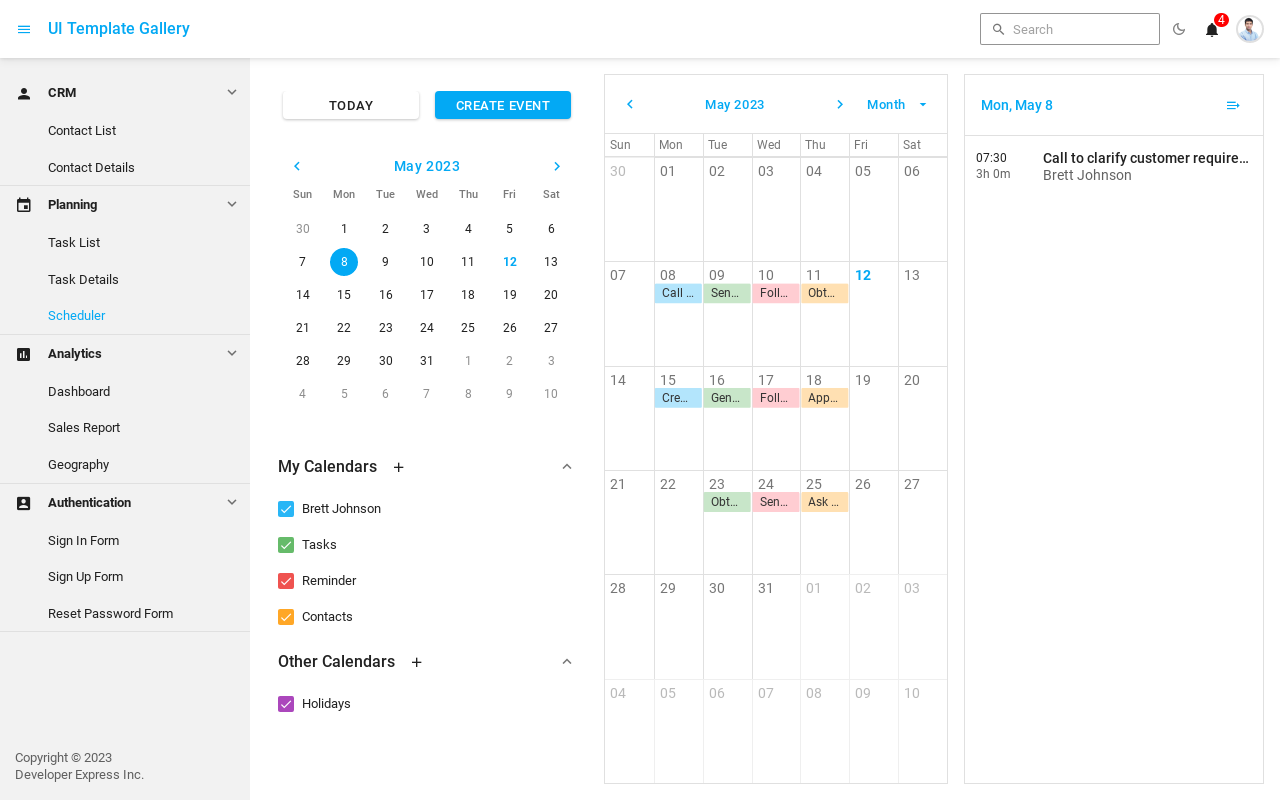 UI Template Gallery
Search
4
CRM
Contact List
Contact Details
Planning
Task List
Task Details
Scheduler
Analytics
Dashboard
Sales Report
Geography
Authentication
Sign In Form
Sign Up Form
Reset Password Form
Copyright © 2023
Developer Express Inc.
TODAY CREATE EVENT
May 2023
Sun Mon Tue Wed Thu Fri Sat
30 1 2 3 4 5 6
7 8 9 10 11 12 13
14 15 16 17 18 19 20
21 22 23 24 25 26 27
28 29 30 31 1 2 3
4 5 6 7 8 9 10
My Calendars
Brett Johnson
Tasks
Reminder
Contacts
Other Calendars
Holidays
May 2023 Month
Sun Mon Tue Wed Thu Fri Sat
30 01 02 03 04 05 06
07 08 09 10 11 12 13
Call ... Sen... Foll... Obt...
14 15 16 17 18 19 20
Cre... Gen... Foll... App...
21 22 23 24 25 26 27
Obt... Sen... Ask ...
28 29 30 31 01 02 03
04 05 06 07 08 09 10
Mon, May 8
07:30 Call to clarify customer require...
3h 0m Brett Johnson